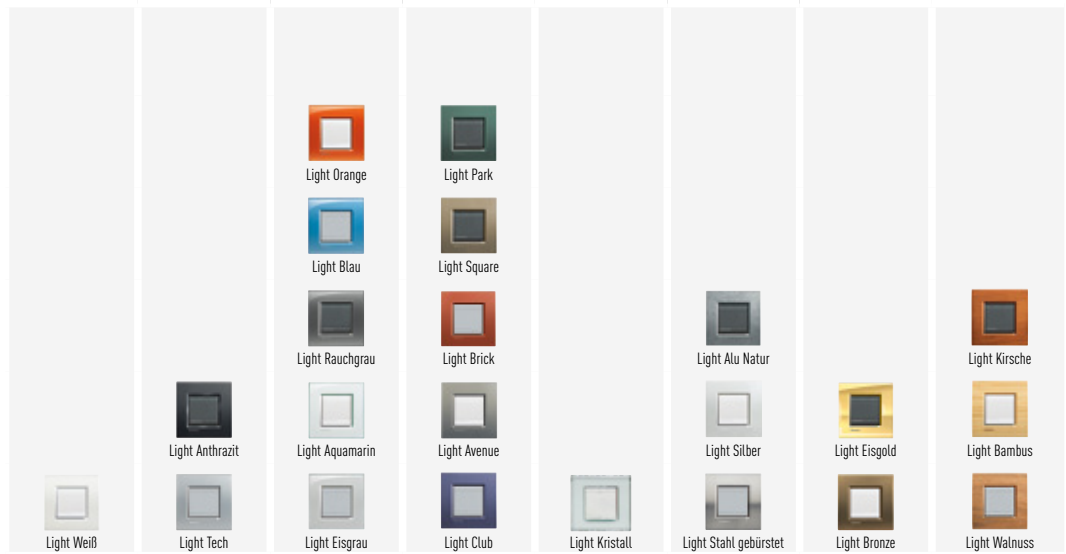 Light Orange
Light Park
Light Blau
Light Square
Light Rauchgrau
Light Brick
Light Alu Natur
Light Kirsche
Light Anthrazit
Light Aquamarin
Light Avenue
Light Silber
Light Eisgold
Light Bambus
Light Weiß
Light Tech
Light Eisgrau
Light Club
Light Kristall
Light Stahl gebürstet
Light Bronze
Light Walnuss